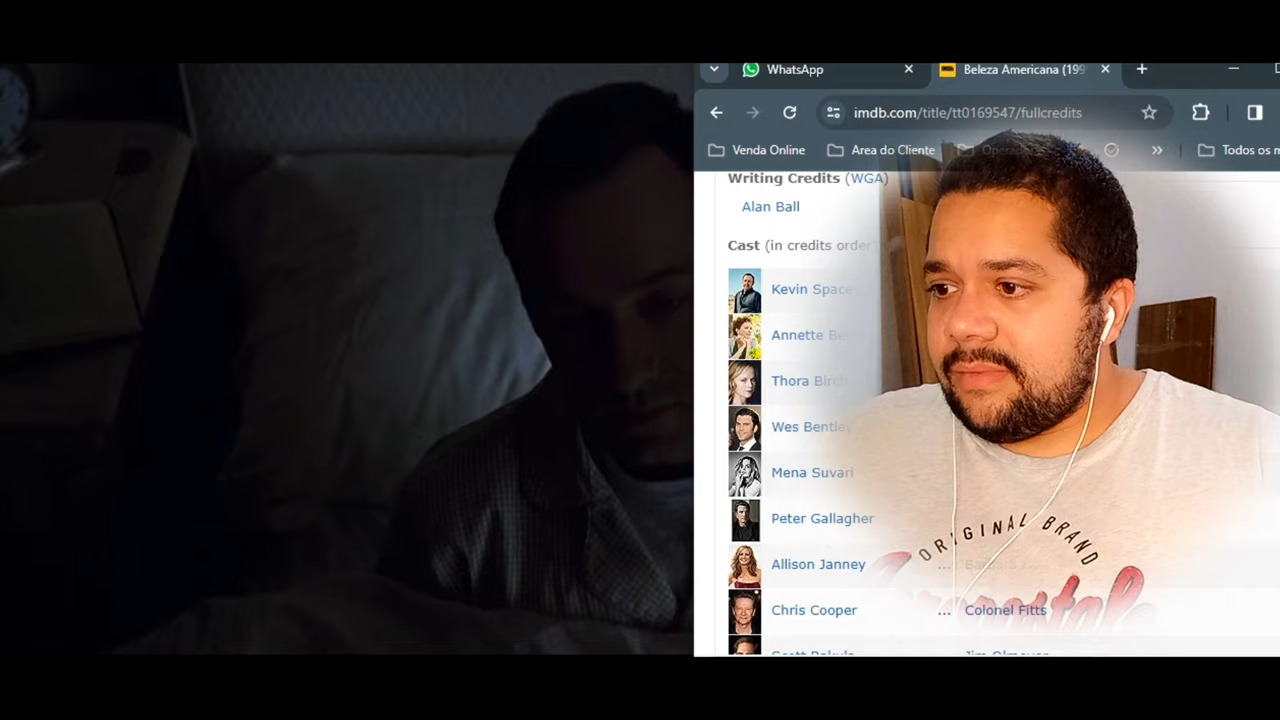 WhatsApp
Beleza Americana (199
imdb.com/title/tt0169547/fullcredits
Venda Online
Area do Cliente
Todos os m
Writing Credits (WGA)
Alan Ball
Cast (in credits order
Kevin Space
Annette Be
Thora Birch
Wes Bentley
Mena Suvari
Peter Gallagher
Allison Janney ...
Chris Cooper ... Colonel Fitts
ORIGINAL BRAND